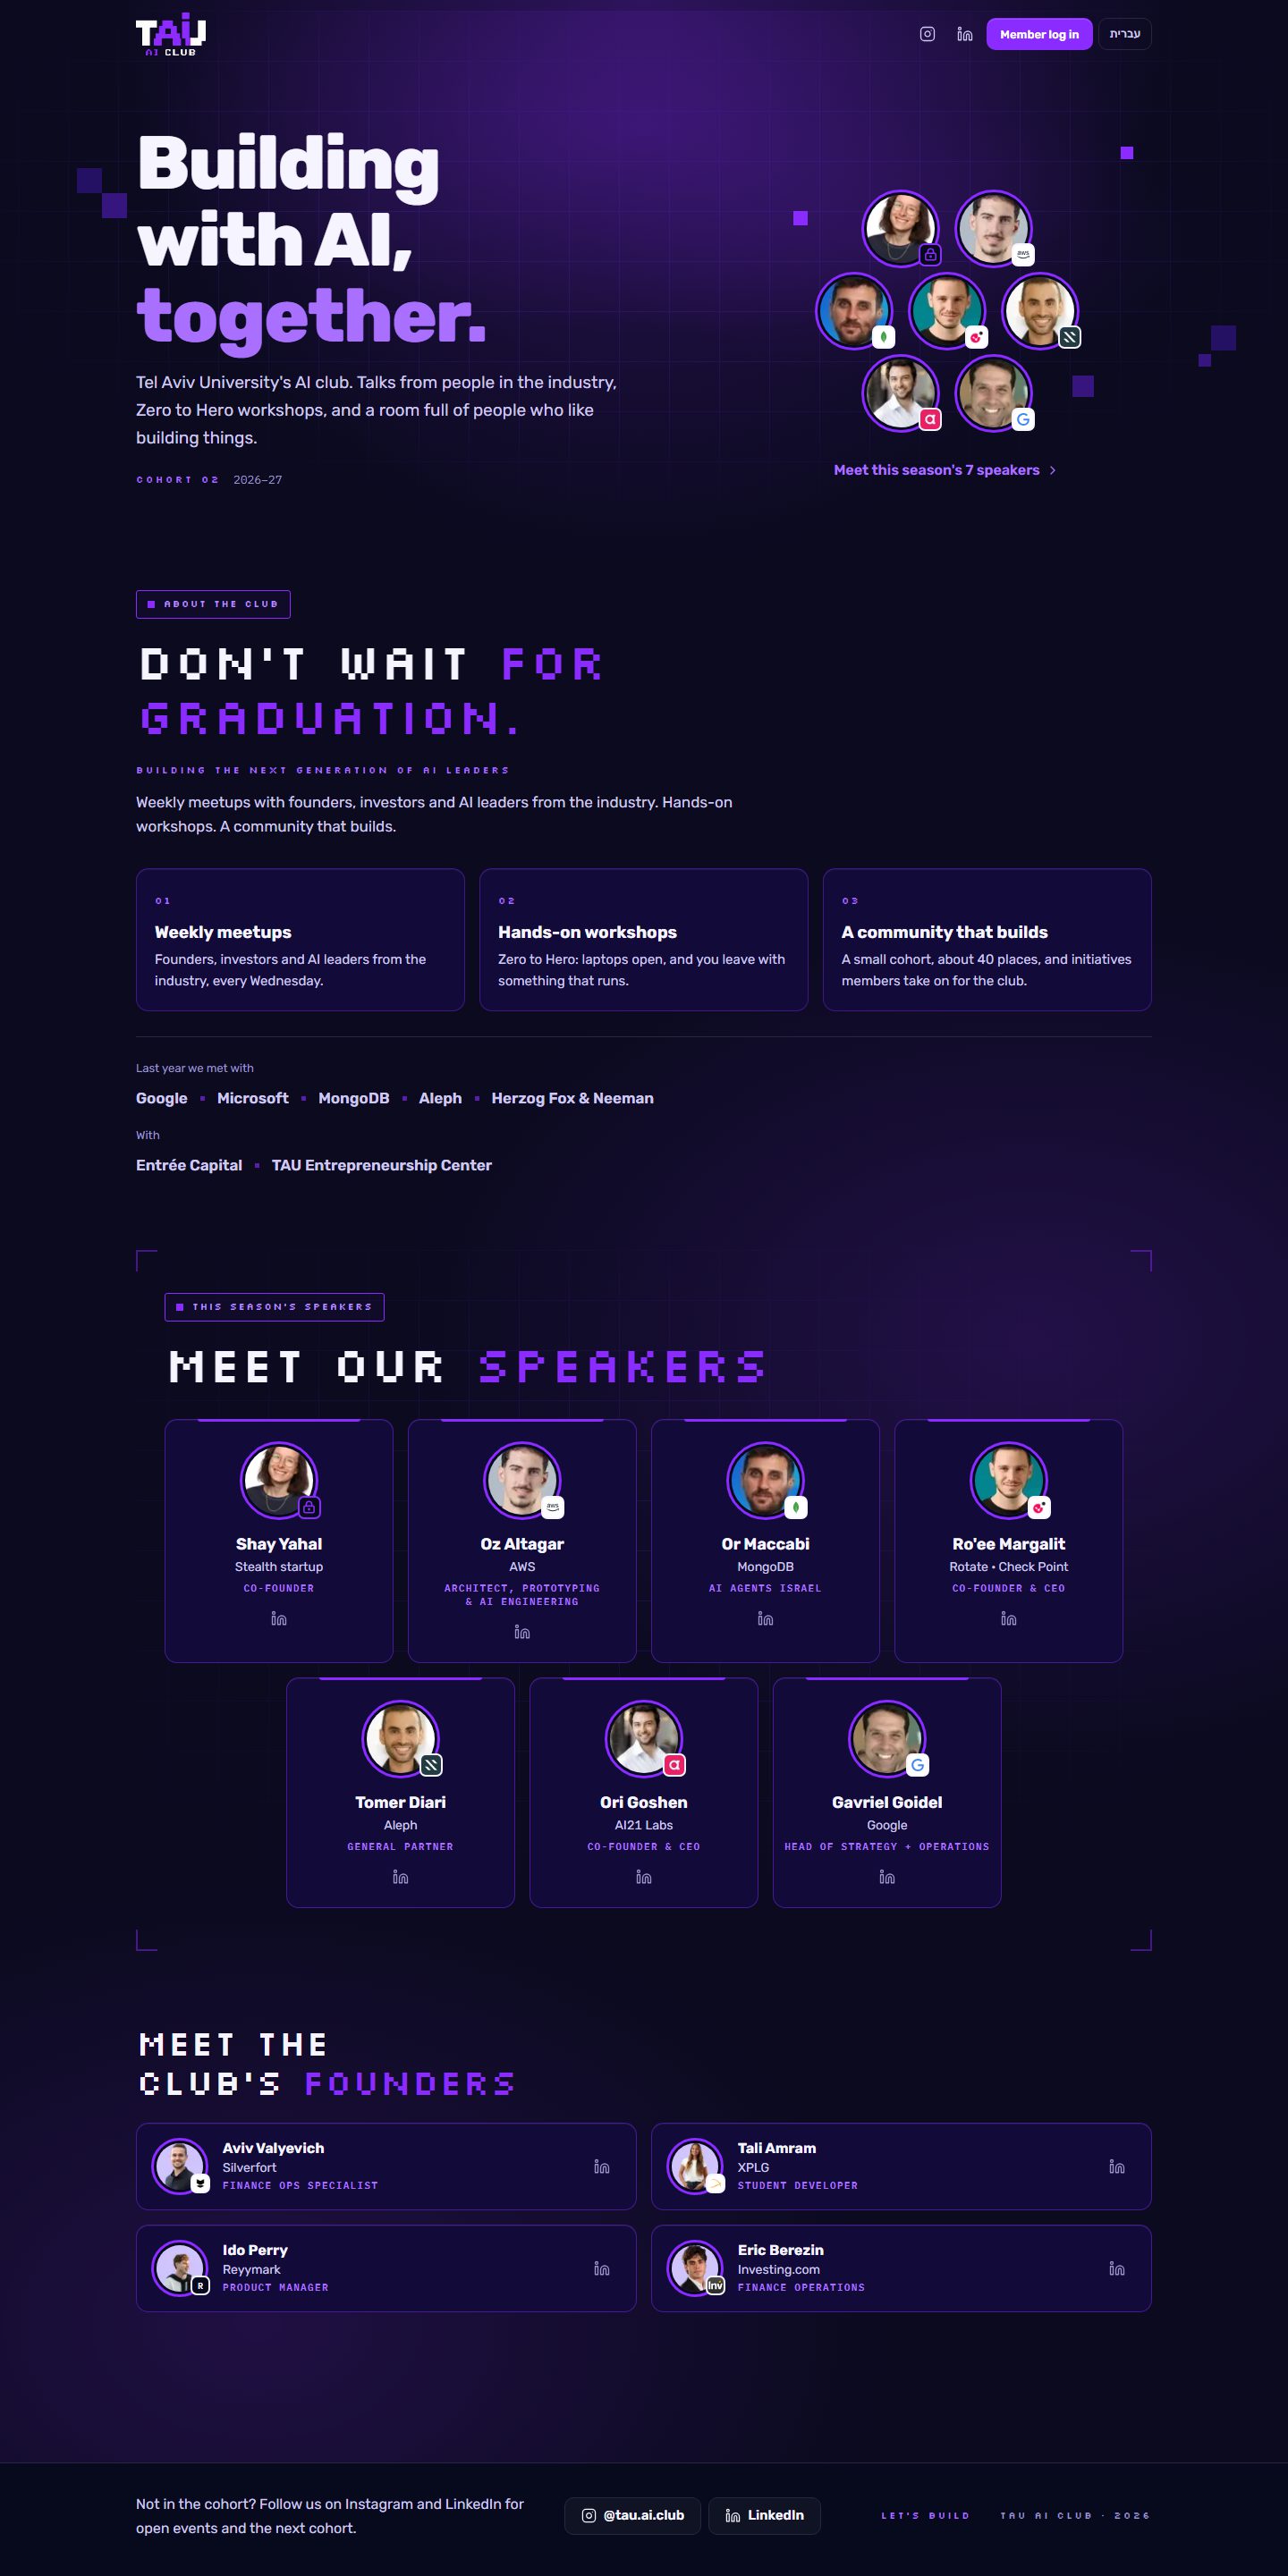 TAU
AI CLUB
Member log in
עברית
Building
with AI,
together.
Tel Aviv University's AI club. Talks from people in the industry,
Zero to Hero workshops, and a room full of people who like
building things.
COHORT 02 2026–27
aws
Meet this season's 7 speakers
ABOUT THE CLUB
DON'T WAIT FOR
GRADUATION.
BUILDING THE NEXT GENERATION OF AI LEADERS
Weekly meetups with founders, investors and AI leaders from the industry. Hands-on
workshops. A community that builds.
01
Weekly meetups
Founders, investors and AI leaders from the
industry, every Wednesday.
02
Hands-on workshops
Zero to Hero: laptops open, and you leave with
something that runs.
03
A community that builds
A small cohort, about 40 places, and initiatives
members take on for the club.
Last year we met with
Google ▪ Microsoft ▪ MongoDB ▪ Aleph ▪ Herzog Fox & Neeman
With
Entrée Capital ▪ TAU Entrepreneurship Center
THIS SEASON'S SPEAKERS
MEET OUR SPEAKERS
Shay Yahal
Stealth startup
CO-FOUNDER
aws
Oz Altagar
AWS
ARCHITECT, PROTOTYPING
& AI ENGINEERING
Or Maccabi
MongoDB
AI AGENTS ISRAEL
Ro'ee Margalit
Rotate • Check Point
CO-FOUNDER & CEO
Tomer Diari
Aleph
GENERAL PARTNER
Ori Goshen
AI21 Labs
CO-FOUNDER & CEO
Gavriel Goidel
Google
HEAD OF STRATEGY + OPERATIONS
MEET THE
CLUB'S FOUNDERS
Aviv Valyevich
Silverfort
FINANCE OPS SPECIALIST
Tali Amram
XPLG
STUDENT DEVELOPER
Ido Perry
Reyymark
PRODUCT MANAGER
R
Eric Berezin
Investing.com
FINANCE OPERATIONS
Inv
Not in the cohort? Follow us on Instagram and LinkedIn for
open events and the next cohort.
@tau.ai.club
LinkedIn
LET'S BUILD
TAU AI CLUB · 2026